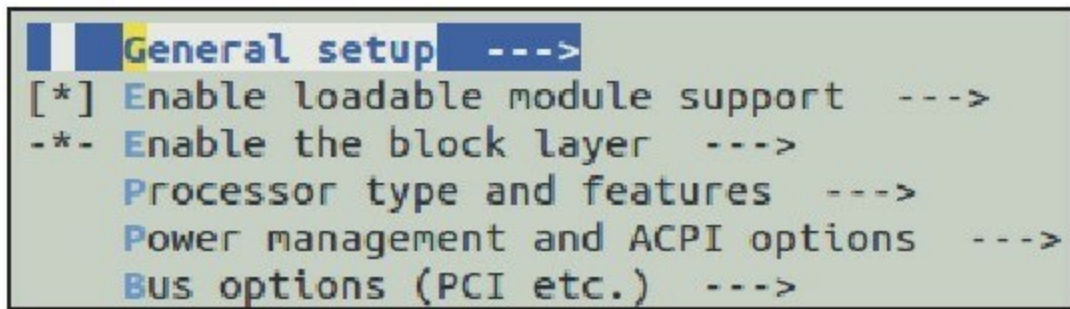 General setup  --->
[*] Enable loadable module support  --->
-*- Enable the block layer  --->
Processor type and features  --->
Power management and ACPI options  --->
Bus options (PCI etc.)  --->